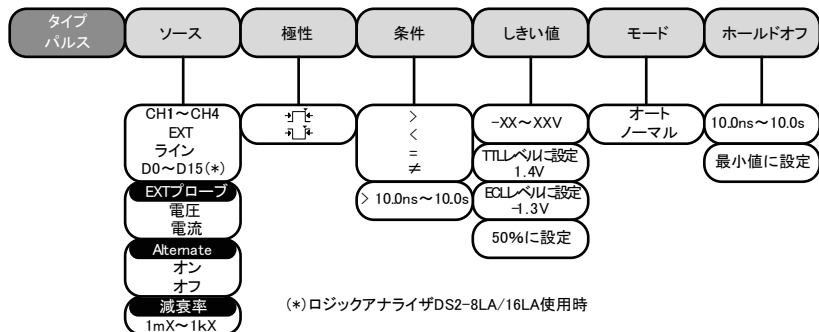 タイプ
パルス
ソース
極性
条件
しきい値
モード
ホールドオフ
CH1～CH4
EXT
ライン
D0～D15(*)
EXTプローブ
電圧
電流
Alternate
オン
オフ
減衰率
1mX～1kX
>
<
=
≠
> 10.0ns～10.0s
-XX～XXV
TTLレベルに設定
1.4V
ECLレベルに設定
-1.3V
50%に設定
オート
ノーマル
10.0ns～10.0s
最小値に設定
(*)ロジックアナライザDS2-8LA/16LA使用時